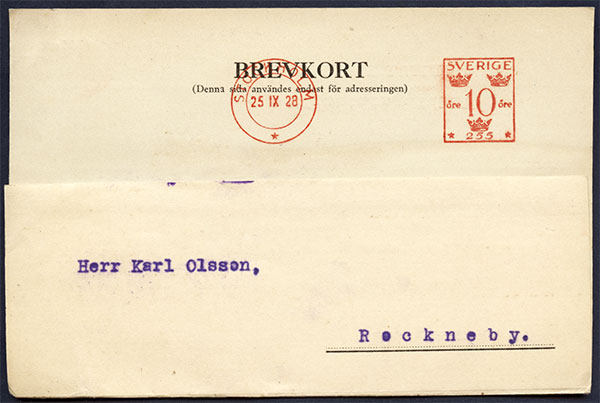 BREVKORT
(Denna sida användes endast för adresseringen)
STOCKHOLM
25 IX 28
SVERIGE
öre 10 öre
255
Herr Karl Olsson,
Rockneby.